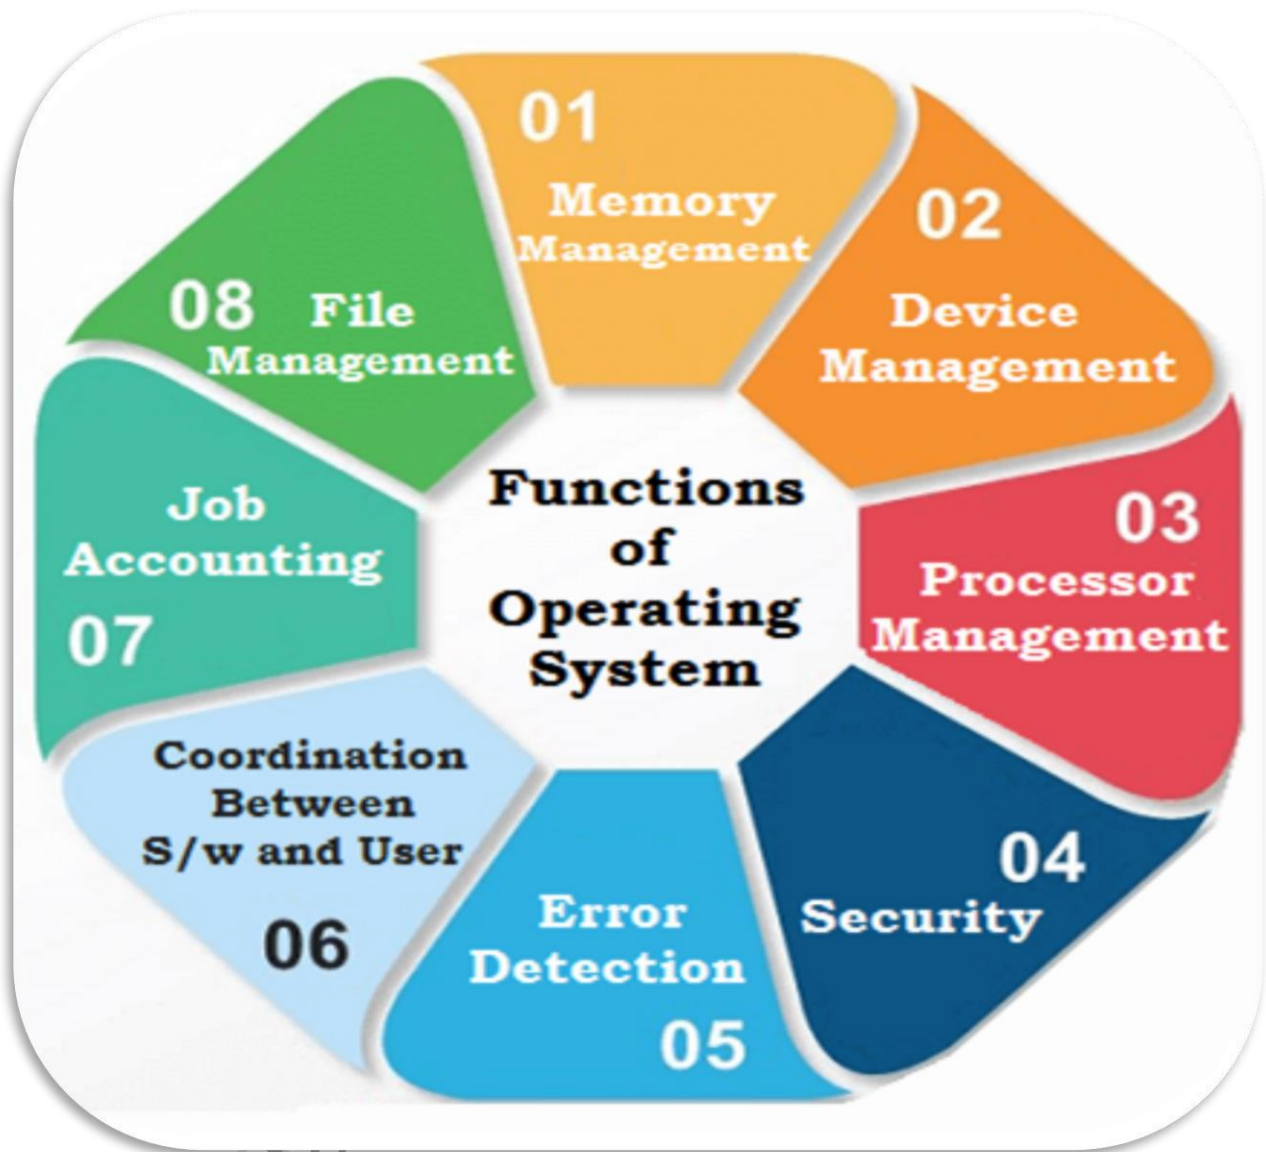 Functions
of
Operating
System
01
Memory
Management
02
Device
Management
03
Processor
Management
04
Security
Error
Detection
05
Coordination
Between
S/w and User
06
Job
Accounting
07
08 File
Management